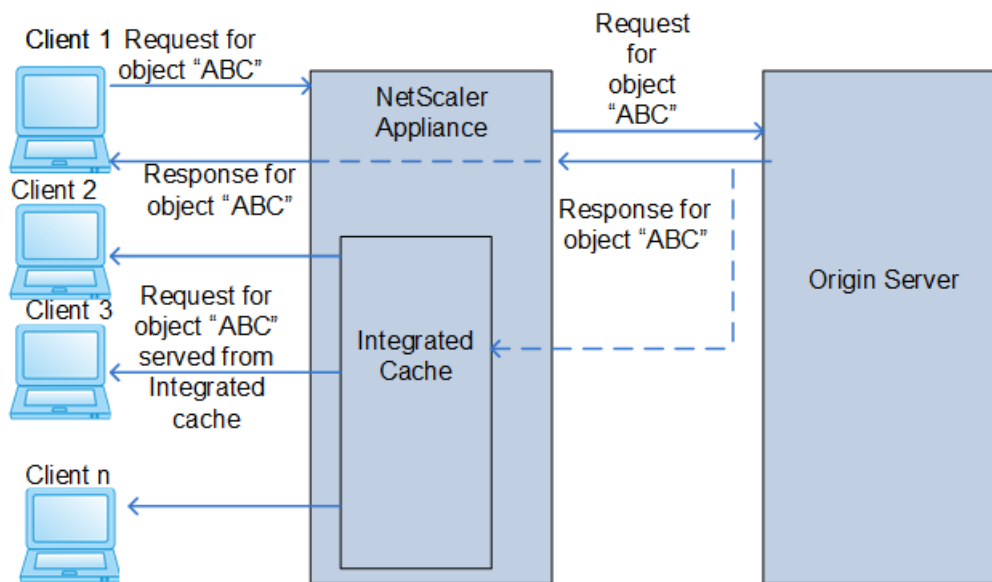 Client 1
Request for
object “ABC”
NetScaler
Appliance
Request
for
object
“ABC”
Response for
object “ABC”
Client 2
Response for
object “ABC”
Origin Server
Client 3
Request for
object “ABC”
served from
Integrated
cache
Integrated
Cache
Client n